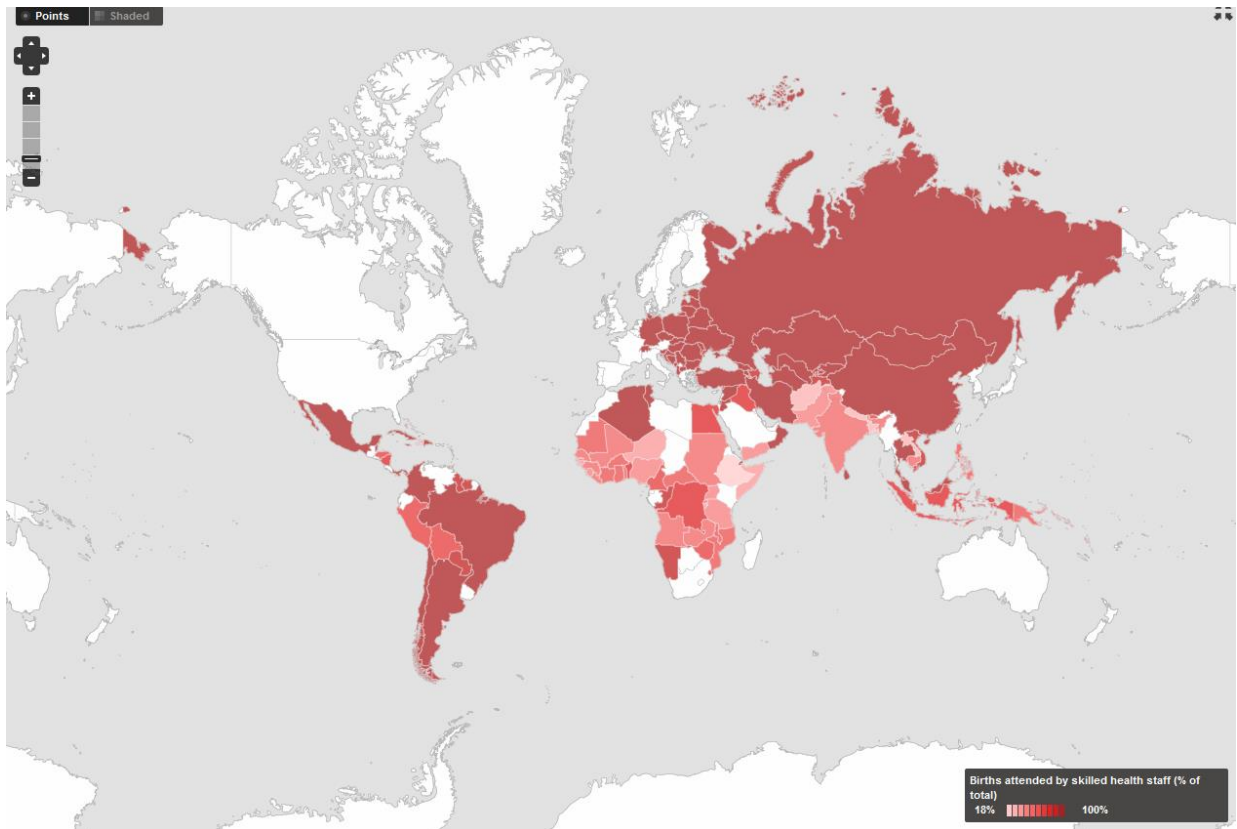 Points Shaded
+
−
Births attended by skilled health staff (% of
total)
18% 100%